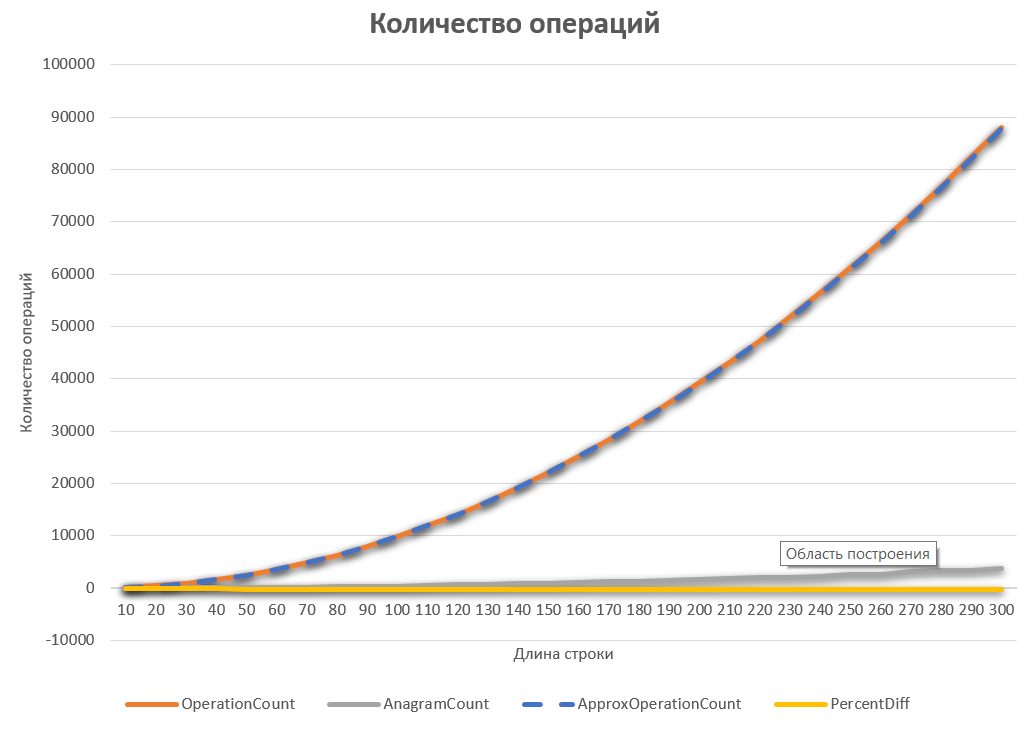 Количество операций
100000
90000
80000
70000
60000
50000
40000
30000
20000
10000
0
-10000
Количество операций
Область построения
10 20 30 40 50 60 70 80 90 100 110 120 130 140 150 160 170 180 190 200 210 220 230 240 250 260 270 280 290 300
Длина строки
OperationCount AnagramCount ApproxOperationCount PercentDiff